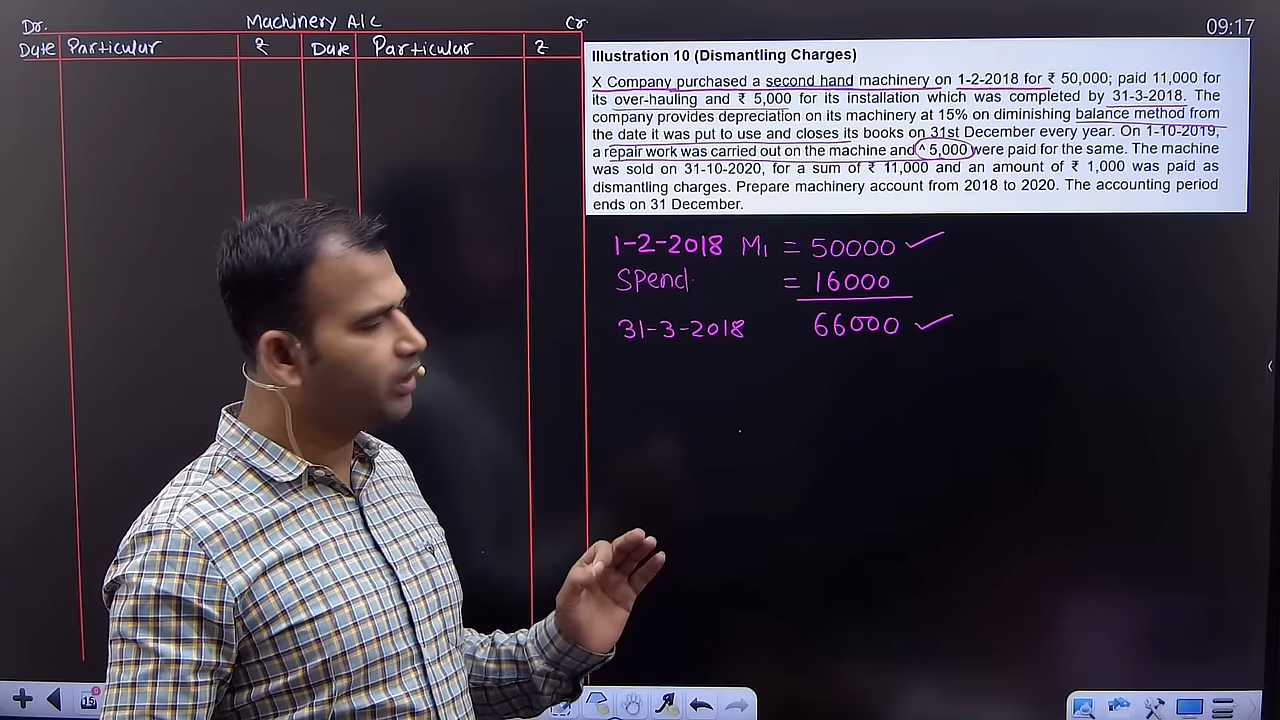 Dr. Machinery A/c Cr.
Date Particular ₹ Date Particular ₹
09:17
Illustration 10 (Dismantling Charges)
X Company purchased a second hand machinery on 1-2-2018 for ₹ 50,000; paid 11,000 for
its over-hauling and ₹ 5,000 for its installation which was completed by 31-3-2018. The
company provides depreciation on its machinery at 15% on diminishing balance method from
the date it was put to use and closes its books on 31st December every year. On 1-10-2019,
a repair work was carried out on the machine and ^ 5,000 were paid for the same. The machine
was sold on 31-10-2020, for a sum of ₹ 11,000 and an amount of ₹ 1,000 was paid as
dismantling charges. Prepare machinery account from 2018 to 2020. The accounting period
ends on 31 December.
1-2-2018 M1 = 50000 ✓
Spend = 16000
31-3-2018 66000 ✓
15